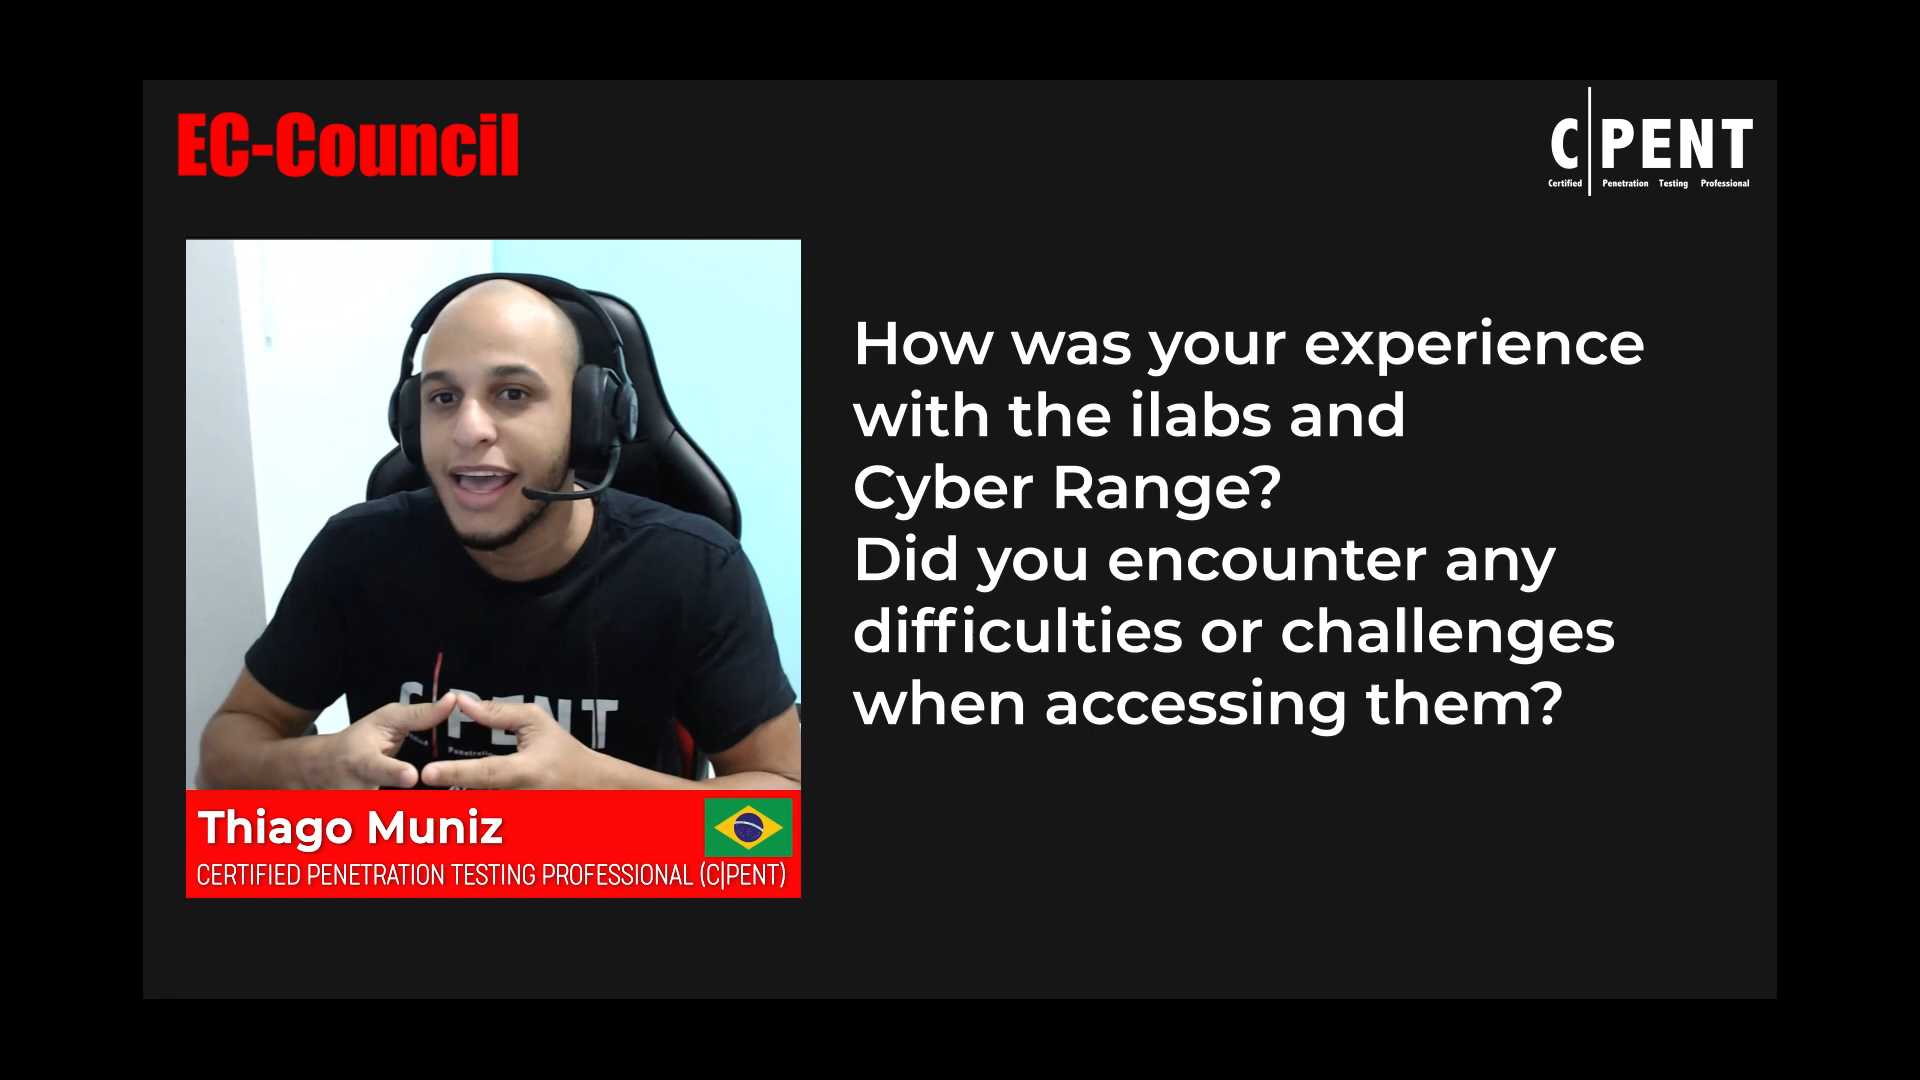 EC-Council
C|PENT
Certified Penetration Testing Professional
How was your experience
with the ilabs and
Cyber Range?
Did you encounter any
difficulties or challenges
when accessing them?
C|PENT
Thiago Muniz
CERTIFIED PENETRATION TESTING PROFESSIONAL (C|PENT)